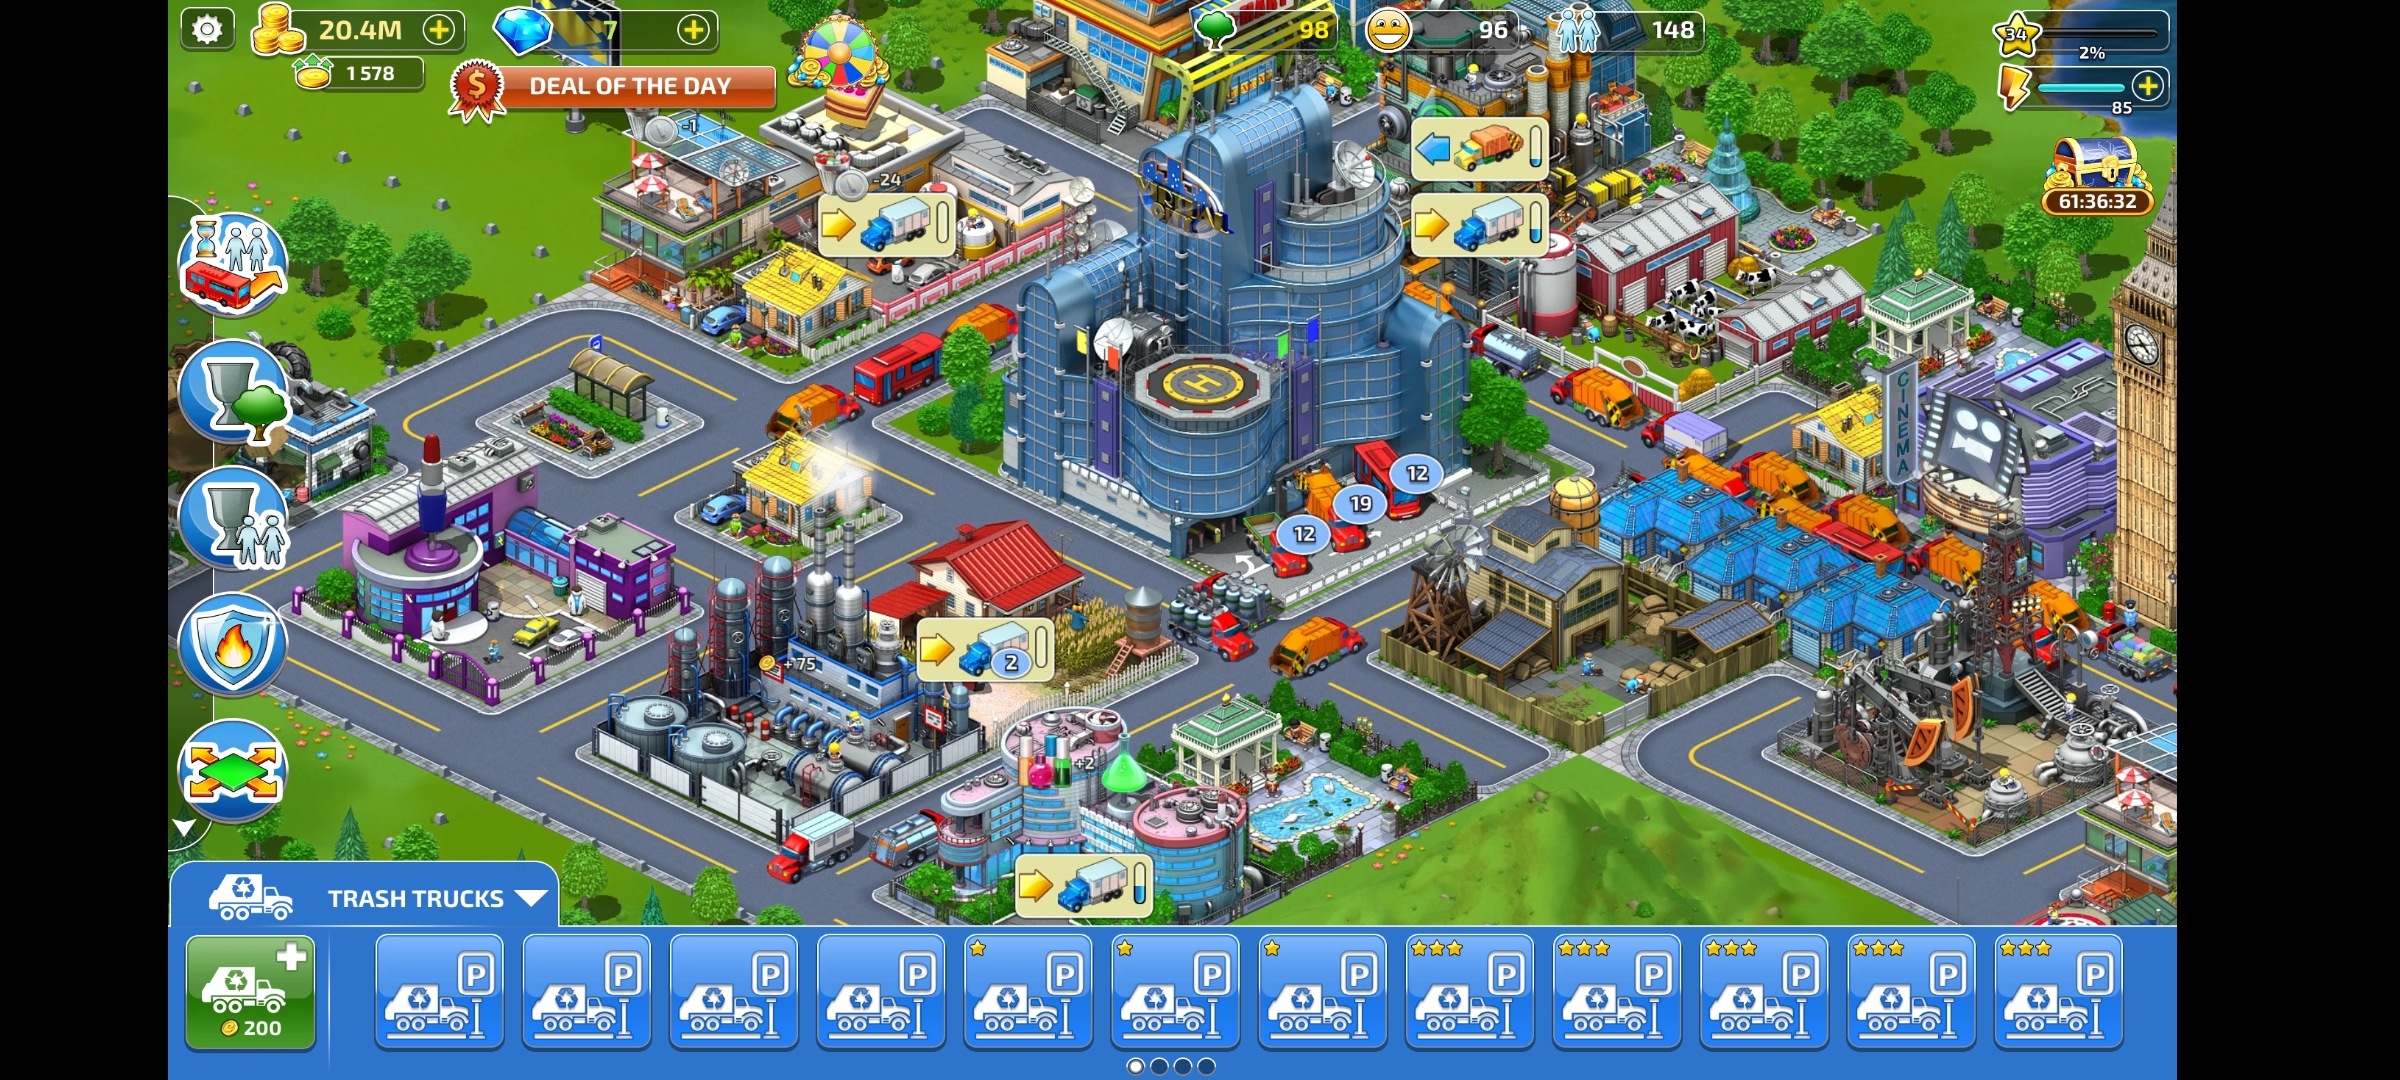 20.4M
7
98
96
148
34
2%
1 578
DEAL OF THE DAY
85
-1
-24
61:36:32
CINEMA
12
19
12
+75
2
+2
TRASH TRUCKS
200
P
P
P
P
P
P
P
P
P
P
P
P